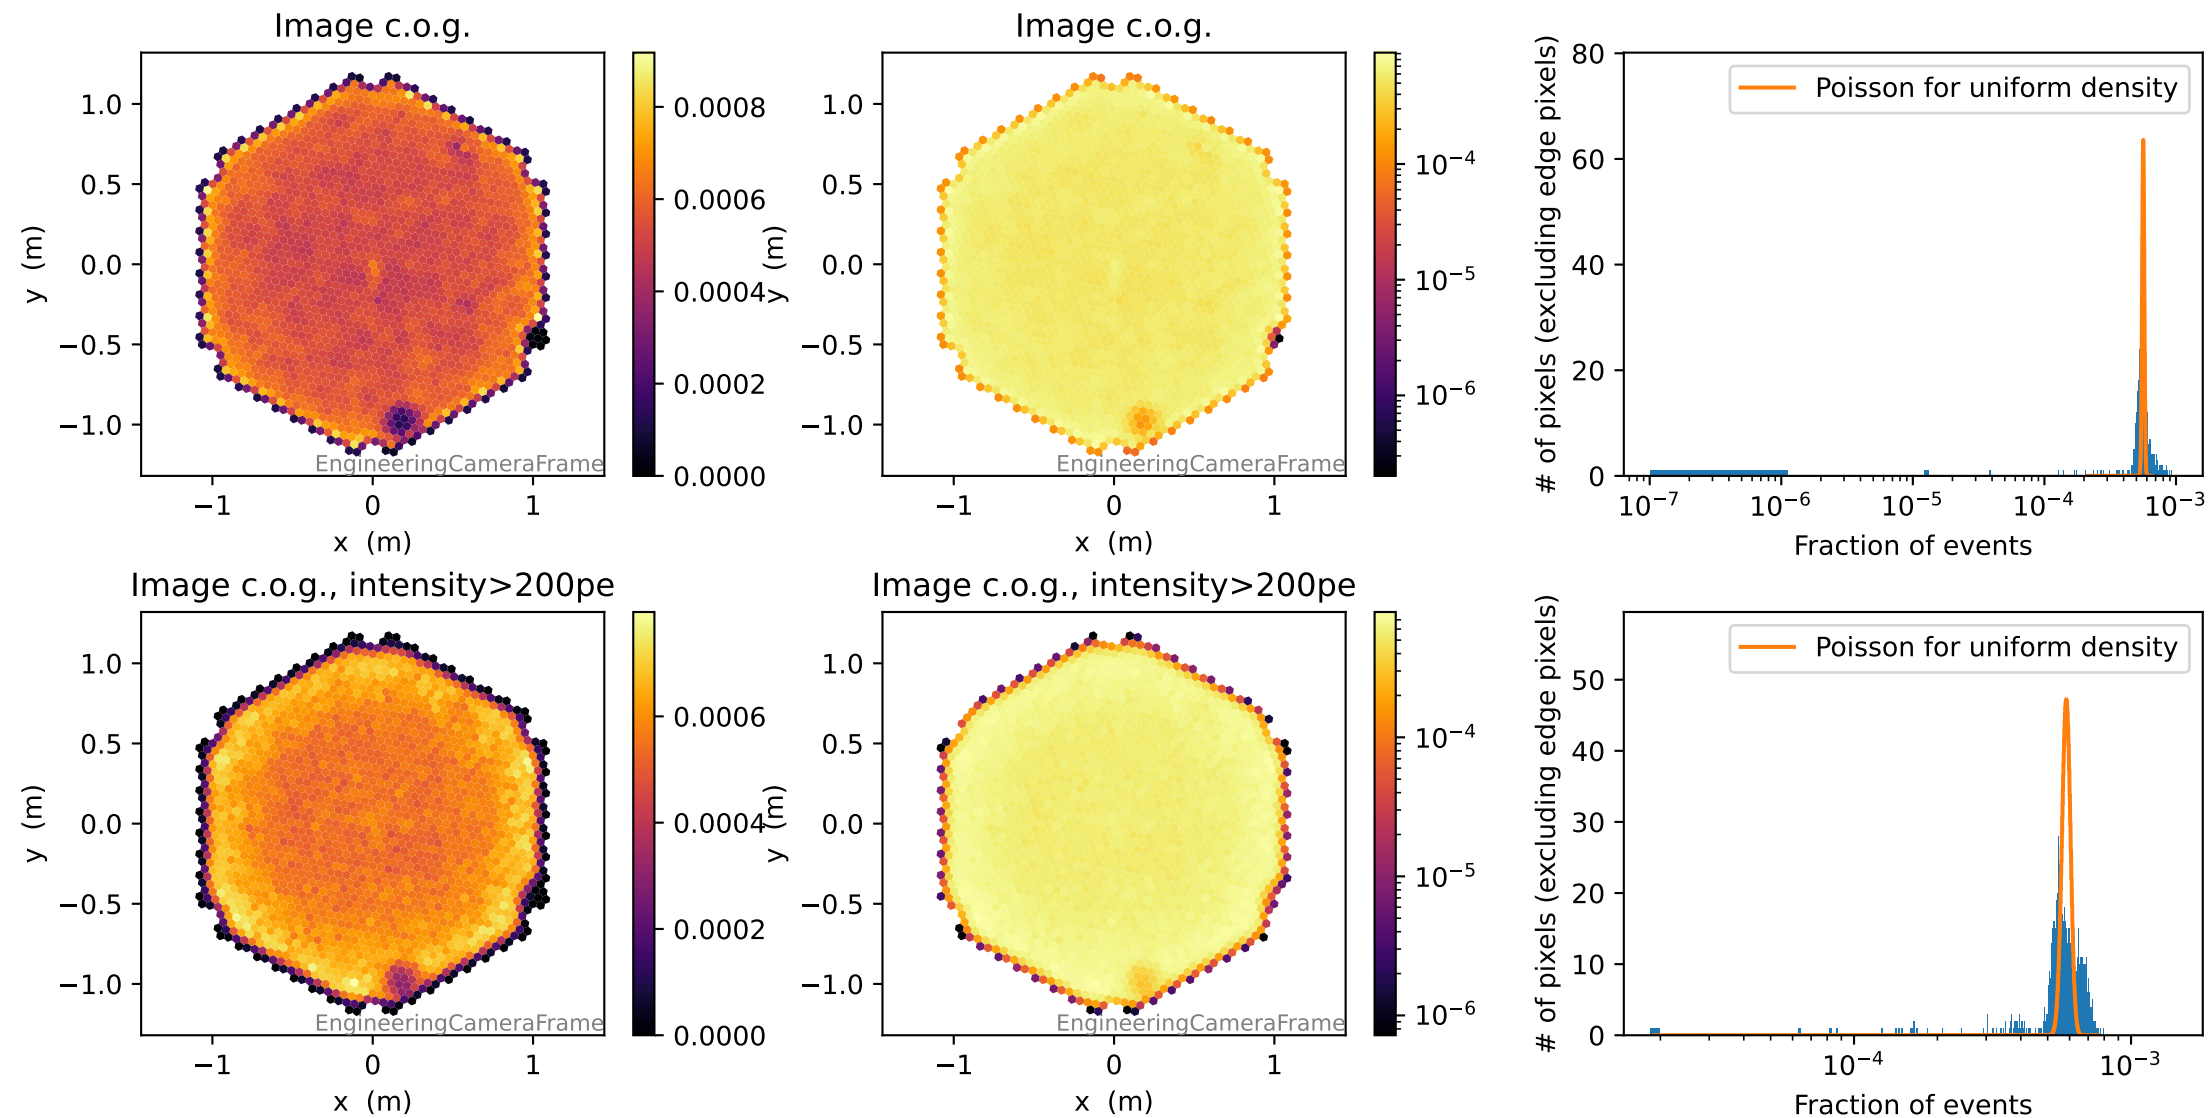 Image c.o.g.
1.0
0.5
0.0
−0.5
−1.0
y (m)
−1 0 1
x (m)
EngineeringCameraFrame
0.0008
0.0006
0.0004
0.0002
0.0000
Image c.o.g.
1.0
0.5
0.0
−0.5
−1.0
y (m)
−1 0 1
x (m)
EngineeringCameraFrame
10⁻⁴
10⁻⁵
10⁻⁶
# of pixels (excluding edge pixels)
80
60
40
20
0
Poisson for uniform density
10⁻⁷ 10⁻⁶ 10⁻⁵ 10⁻⁴ 10⁻³
Fraction of events
Image c.o.g., intensity>200pe
1.0
0.5
0.0
−0.5
−1.0
y (m)
−1 0 1
x (m)
EngineeringCameraFrame
0.0006
0.0004
0.0002
0.0000
Image c.o.g., intensity>200pe
1.0
0.5
0.0
−0.5
−1.0
y (m)
−1 0 1
x (m)
EngineeringCameraFrame
10⁻⁴
10⁻⁵
10⁻⁶
# of pixels (excluding edge pixels)
50
40
30
20
10
0
Poisson for uniform density
10⁻⁴ 10⁻³
Fraction of events